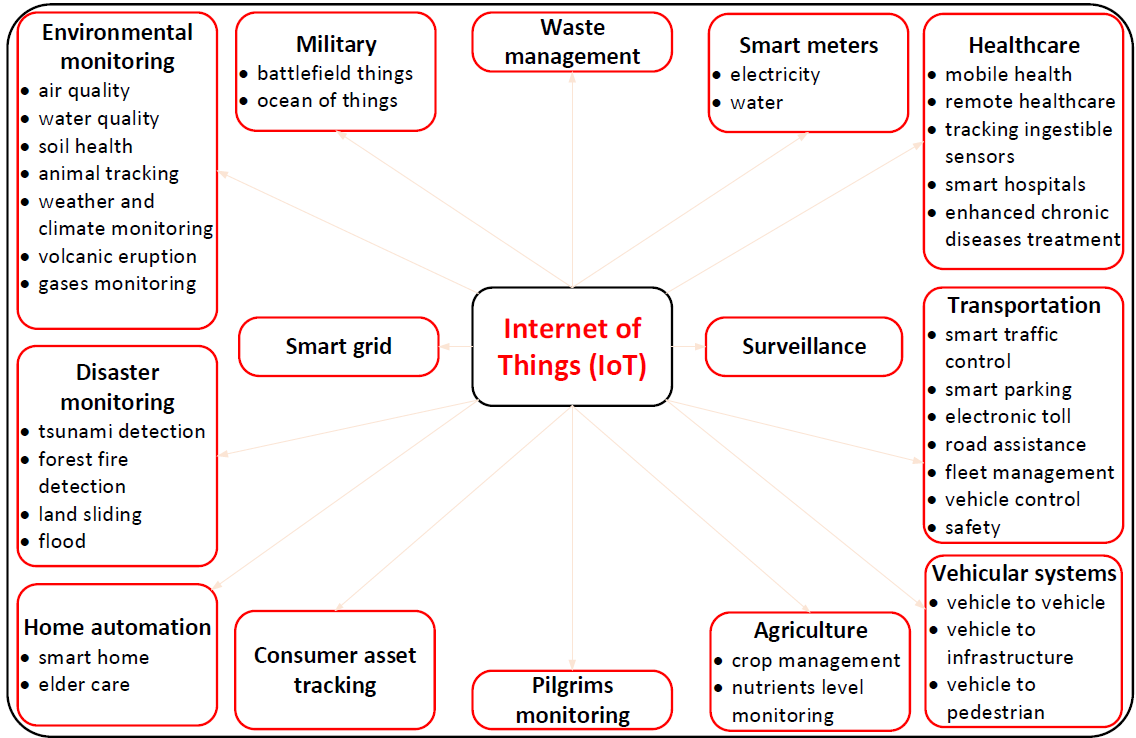 Environmental
monitoring
• air quality
• water quality
• soil health
• animal tracking
• weather and
climate monitoring
• volcanic eruption
• gases monitoring
Military
• battlefield things
• ocean of things
Waste
management
Smart meters
• electricity
• water
Healthcare
• mobile health
• remote healthcare
• tracking ingestible
sensors
• smart hospitals
• enhanced chronic
diseases treatment
Smart grid
Internet of
Things (IoT)
Surveillance
Transportation
• smart traffic
control
• smart parking
• electronic toll
• road assistance
• fleet management
• vehicle control
• safety
Disaster
monitoring
• tsunami detection
• forest fire
detection
• land sliding
• flood
Home automation
• smart home
• elder care
Consumer asset
tracking
Pilgrims
monitoring
Agriculture
• crop management
• nutrients level
monitoring
Vehicular systems
• vehicle to vehicle
• vehicle to
infrastructure
• vehicle to
pedestrian